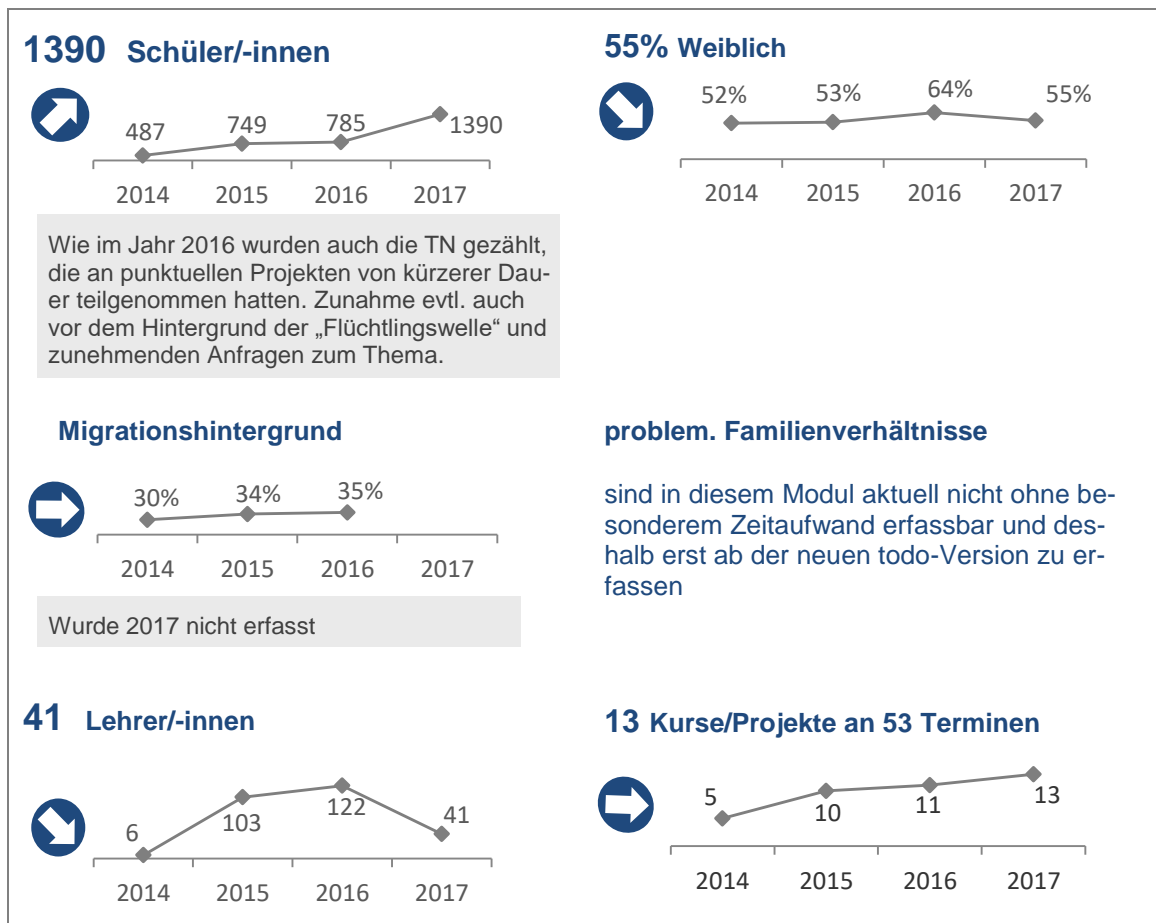 1390 Schüler/-innen
487
749
785
1390
2014 2015 2016 2017
Wie im Jahr 2016 wurden auch die TN gezählt,
die an punktuellen Projekten von kürzerer Dau-
er teilgenommen hatten. Zunahme evtl. auch
vor dem Hintergrund der „Flüchtlingswelle“ und
zunehmenden Anfragen zum Thema.
55% Weiblich
52% 53% 64% 55%
2014 2015 2016 2017
Migrationshintergrund
30% 34% 35%
2014 2015 2016 2017
Wurde 2017 nicht erfasst
problem. Familienverhältnisse
sind in diesem Modul aktuell nicht ohne be-
sonderem Zeitaufwand erfassbar und des-
halb erst ab der neuen todo-Version zu er-
fassen
41 Lehrer/-innen
6 103 122 41
2014 2015 2016 2017
13 Kurse/Projekte an 53 Terminen
5 10 11 13
2014 2015 2016 2017